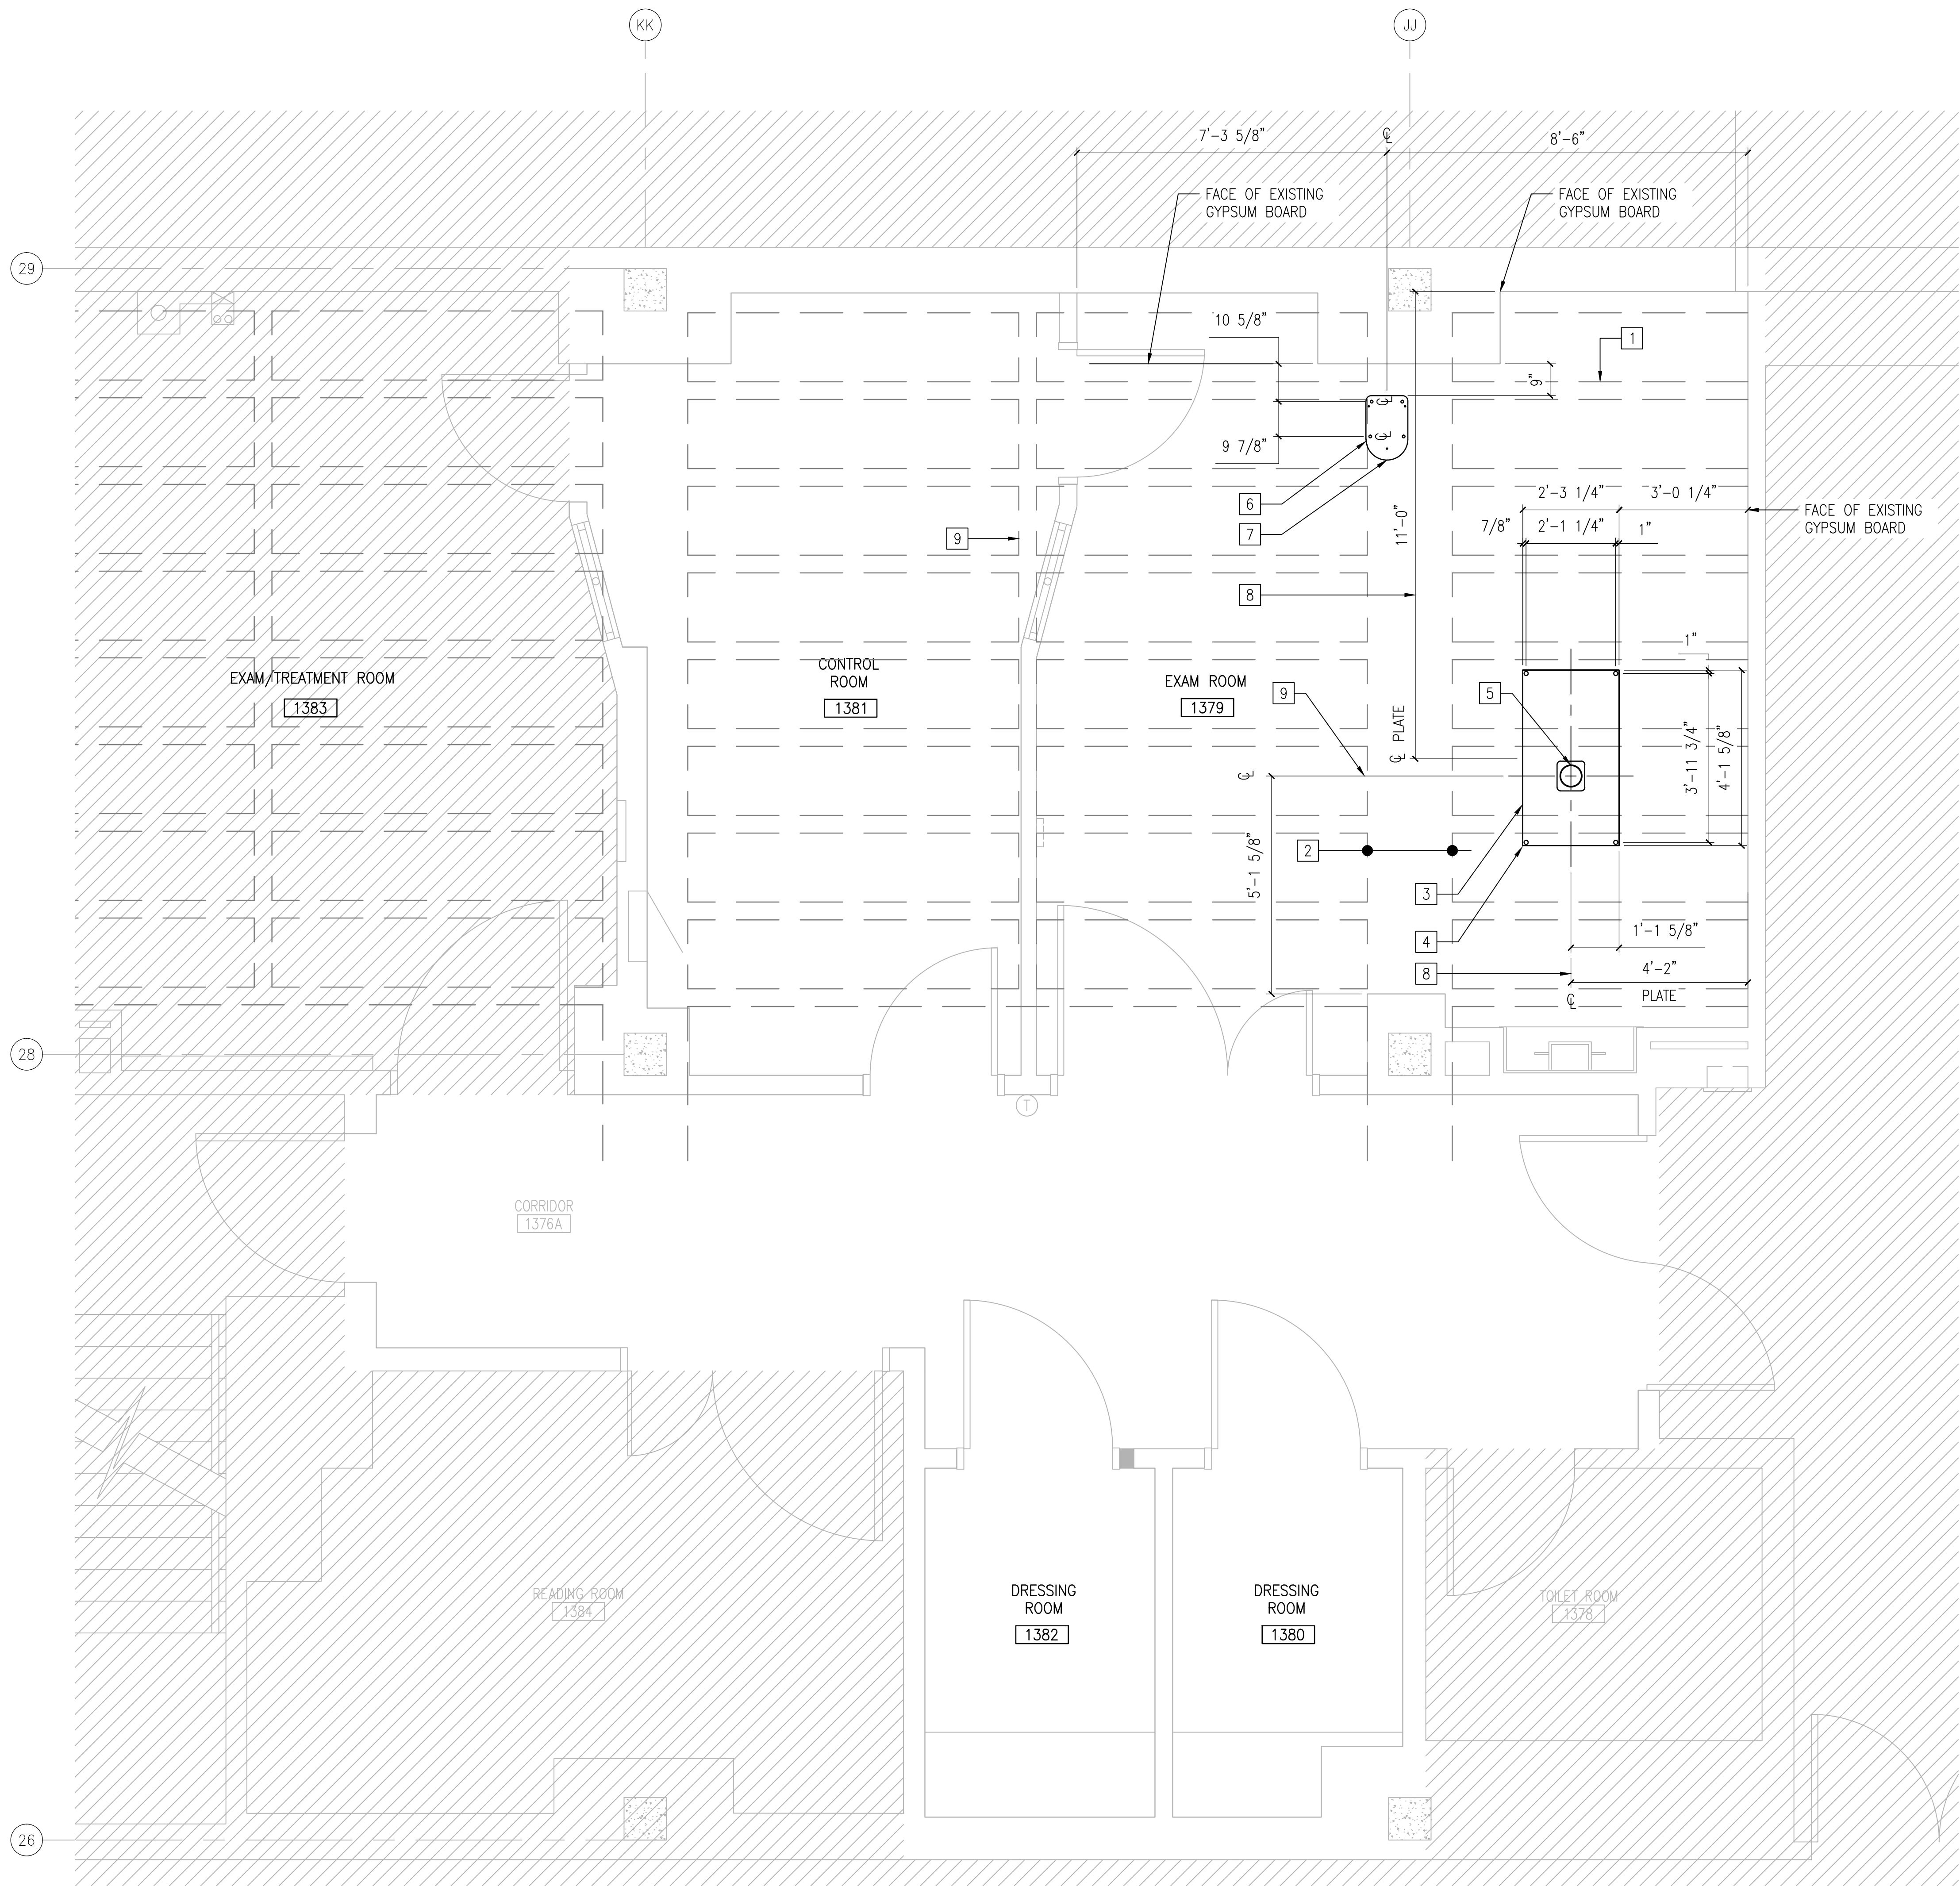 KK
JJ
7'-3 5/8"
℄
8'-6"
FACE OF EXISTING
GYPSUM BOARD
FACE OF EXISTING
GYPSUM BOARD
29
10 5/8"
1
9"
℄
℄
9 7/8"
6
7
11'-0"
2'-3 1/4"
3'-0 1/4"
7/8"
2'-1 1/4"
1"
FACE OF EXISTING
GYPSUM BOARD
9
8
1"
EXAM/TREATMENT ROOM
1383
CONTROL
ROOM
1381
EXAM ROOM
1379
9
5
℄ PLATE
3'-11 3/4"
4'-1 5/8"
℄
5'-1 5/8"
2
3
4
1'-1 5/8"
8
4'-2"
℄
PLATE
28
T
CORRIDOR
1376A
READING ROOM
1384
DRESSING
ROOM
1382
DRESSING
ROOM
1380
TOILET ROOM
1378
26